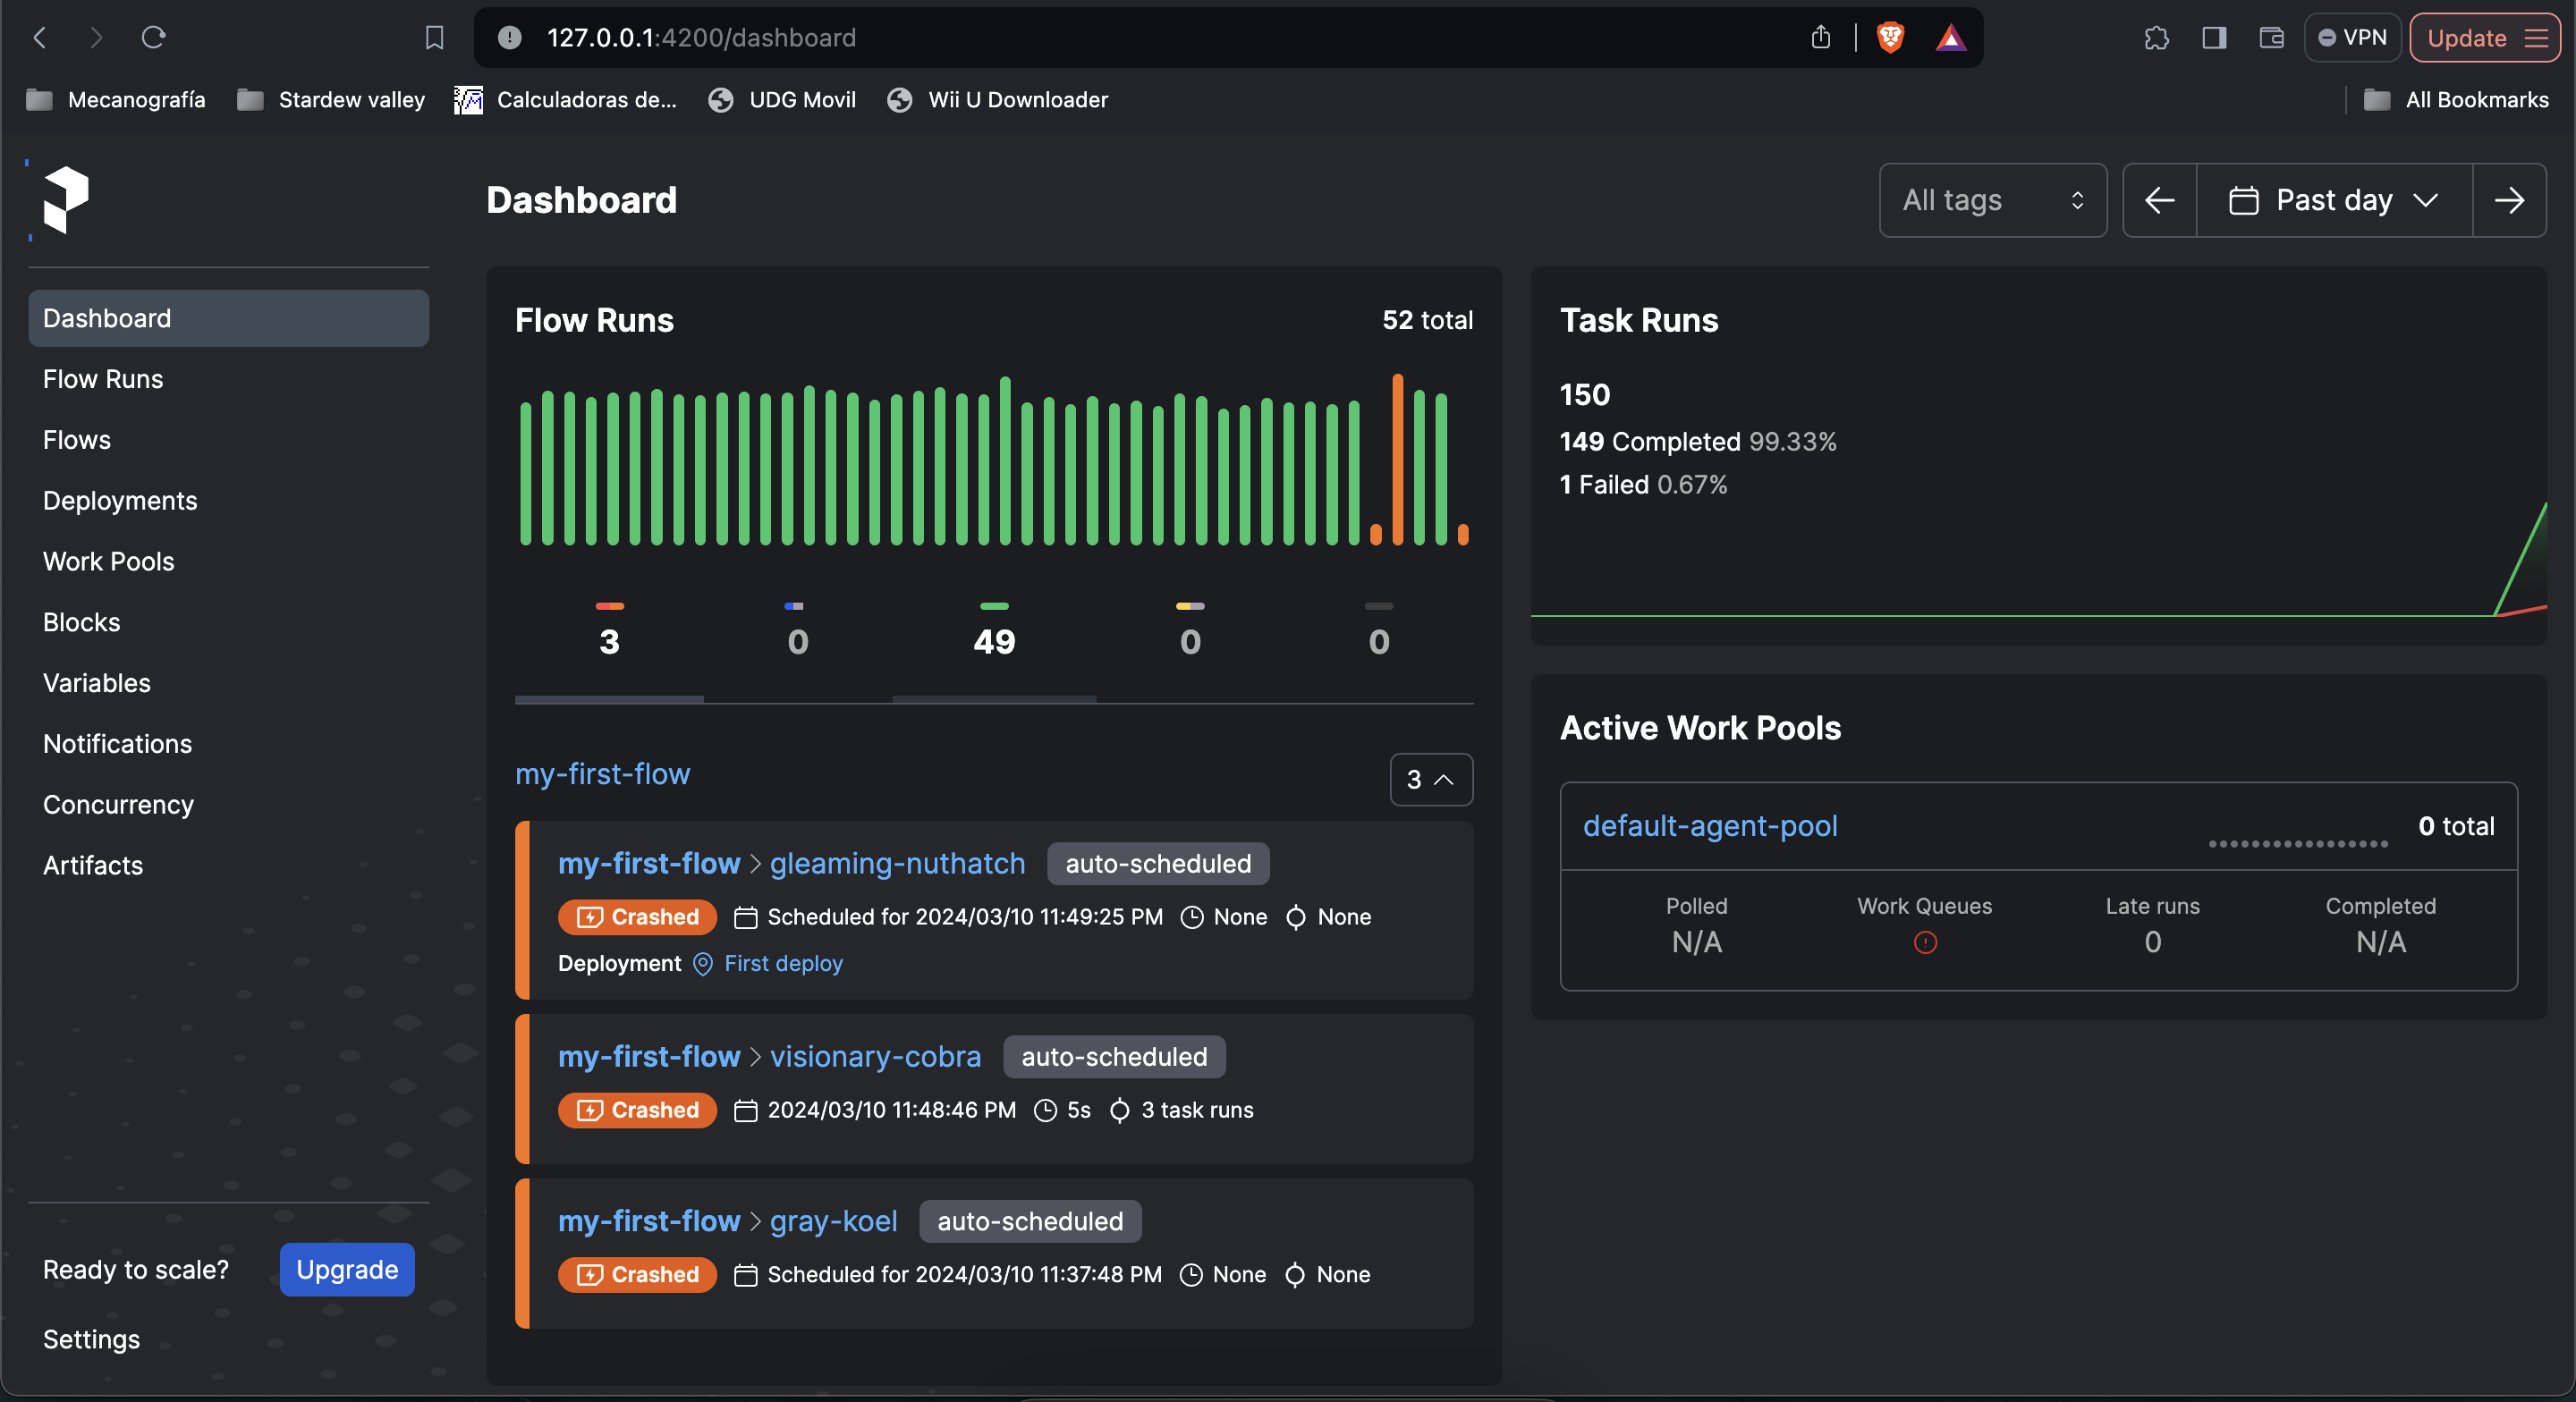 127.0.0.1:4200/dashboard
VPN
Update
Mecanografía
Stardew valley
Calculadoras de...
UDG Movil
Wii U Downloader
All Bookmarks
Dashboard
All tags
Past day
Dashboard
Flow Runs
Flows
Deployments
Work Pools
Blocks
Variables
Notifications
Concurrency
Artifacts
Ready to scale?
Upgrade
Settings
Flow Runs
52 total
3
0
49
0
0
my-first-flow
3
my-first-flow > gleaming-nuthatch auto-scheduled
Crashed Scheduled for 2024/03/10 11:49:25 PM None None
Deployment First deploy
my-first-flow > visionary-cobra auto-scheduled
Crashed 2024/03/10 11:48:46 PM 5s 3 task runs
my-first-flow > gray-koel auto-scheduled
Crashed Scheduled for 2024/03/10 11:37:48 PM None None
Task Runs
150
149 Completed 99.33%
1 Failed 0.67%
Active Work Pools
default-agent-pool
0 total
Polled
N/A
Work Queues
Late runs
0
Completed
N/A